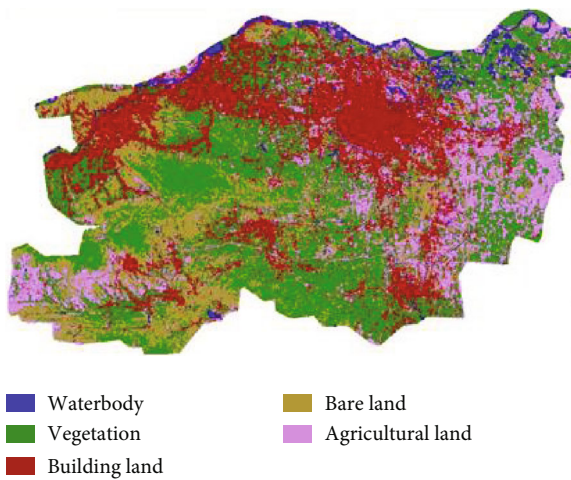 Waterbody
Vegetation
Building land
Bare land
Agricultural land